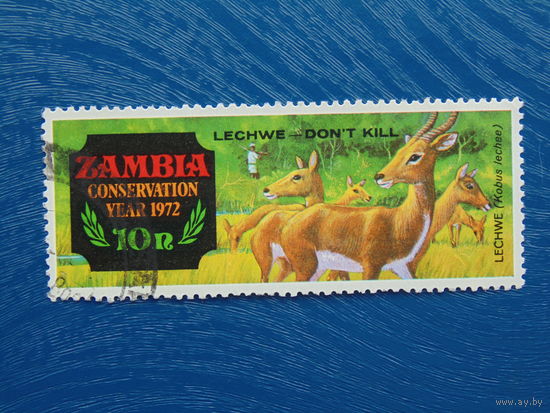 LECHWE — DON'T KILL
ZAMBIA
CONSERVATION
YEAR 1972
10n
LECHWE (Kobus lechee)
www.ay.by